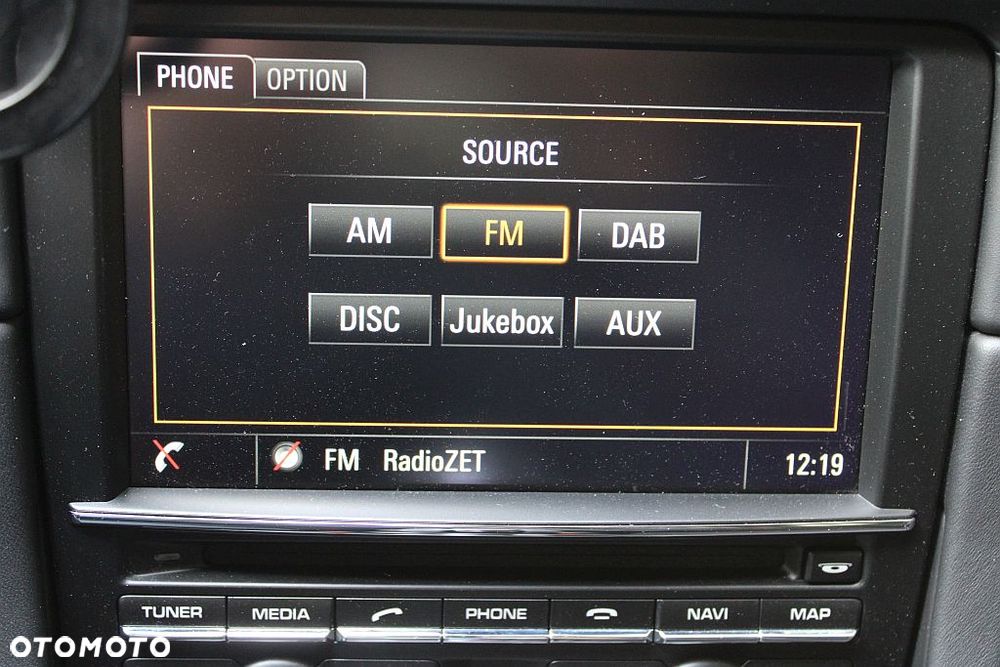 PHONE OPTION
SOURCE
AM FM DAB
DISC Jukebox AUX
FM RadioZET 12:19
TUNER MEDIA PHONE NAVI MAP
OTOMOTO